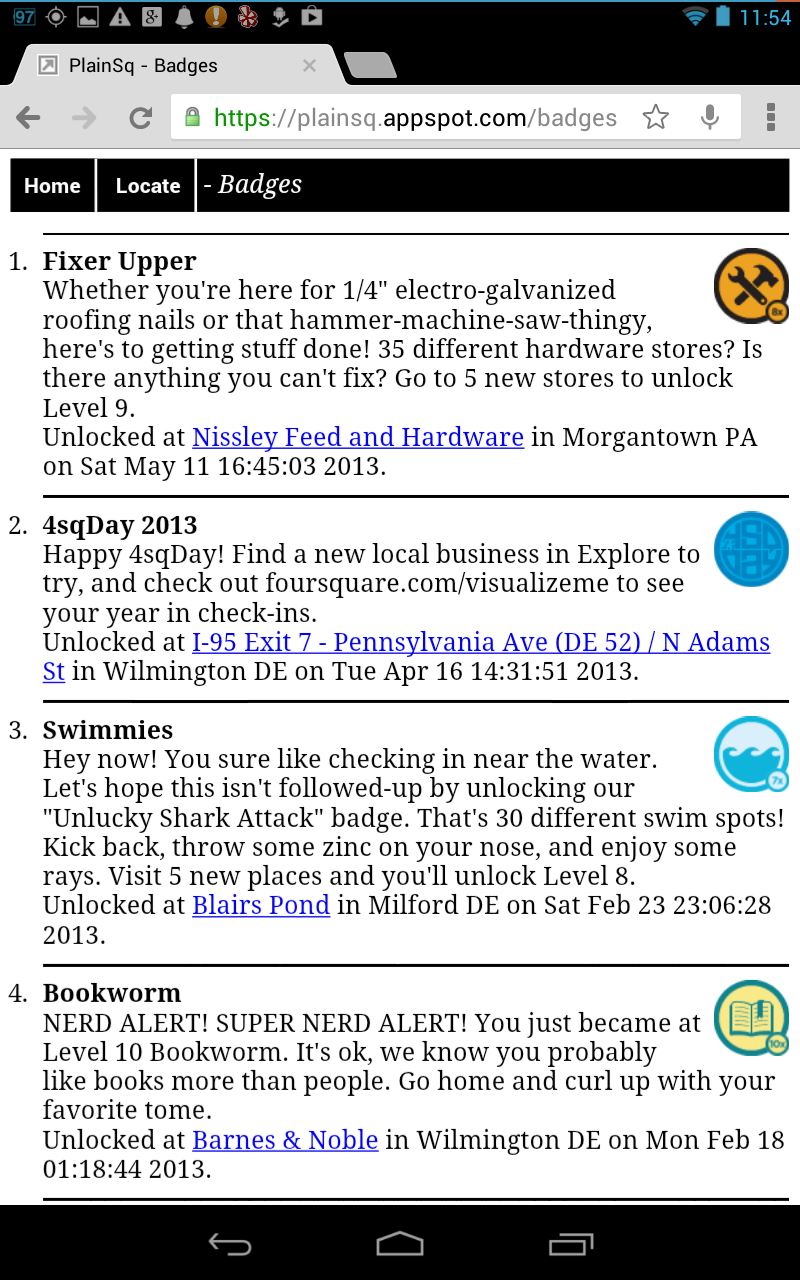 97
11:54
PlainSq - Badges
https://plainsq.appspot.com/badges
Home Locate - Badges
1. Fixer Upper
Whether you're here for 1/4" electro-galvanized
roofing nails or that hammer-machine-saw-thingy,
here's to getting stuff done! 35 different hardware stores? Is
there anything you can't fix? Go to 5 new stores to unlock
Level 9.
8x
Unlocked at Nissley Feed and Hardware in Morgantown PA
on Sat May 11 16:45:03 2013.
2. 4sqDay 2013
Happy 4sqDay! Find a new local business in Explore to
try, and check out foursquare.com/visualizeme to see
your year in check-ins.
Unlocked at I-95 Exit 7 - Pennsylvania Ave (DE 52) / N Adams
St in Wilmington DE on Tue Apr 16 14:31:51 2013.
3. Swimmies
Hey now! You sure like checking in near the water.
Let's hope this isn't followed-up by unlocking our
"Unlucky Shark Attack" badge. That's 30 different swim spots!
Kick back, throw some zinc on your nose, and enjoy some
rays. Visit 5 new places and you'll unlock Level 8.
7x
Unlocked at Blairs Pond in Milford DE on Sat Feb 23 23:06:28
2013.
4. Bookworm
NERD ALERT! SUPER NERD ALERT! You just became at
Level 10 Bookworm. It's ok, we know you probably
like books more than people. Go home and curl up with your
favorite tome.
10x
Unlocked at Barnes & Noble in Wilmington DE on Mon Feb 18
01:18:44 2013.